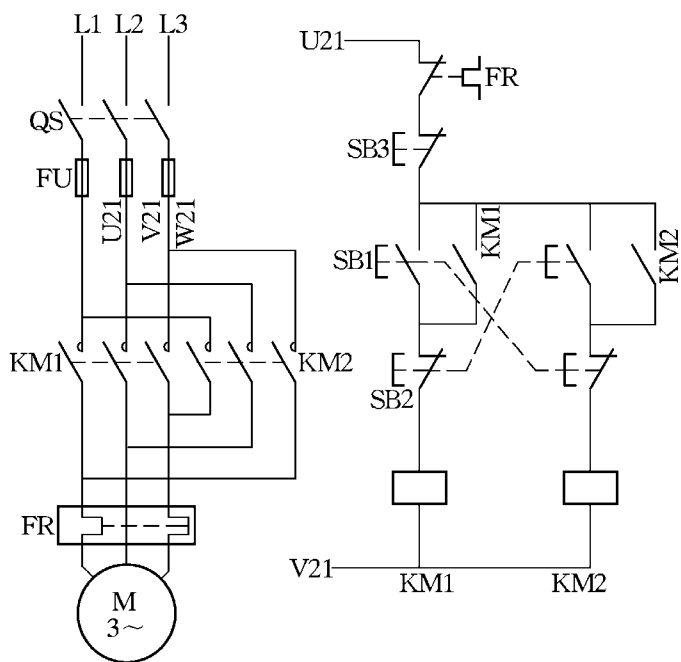 L1 L2 L3
QS
FU
U21
V21
W21
KM1
KM2
FR
M
3~
U21
FR
SB3
KM1
KM2
SB1
SB2
V21
KM1
KM2